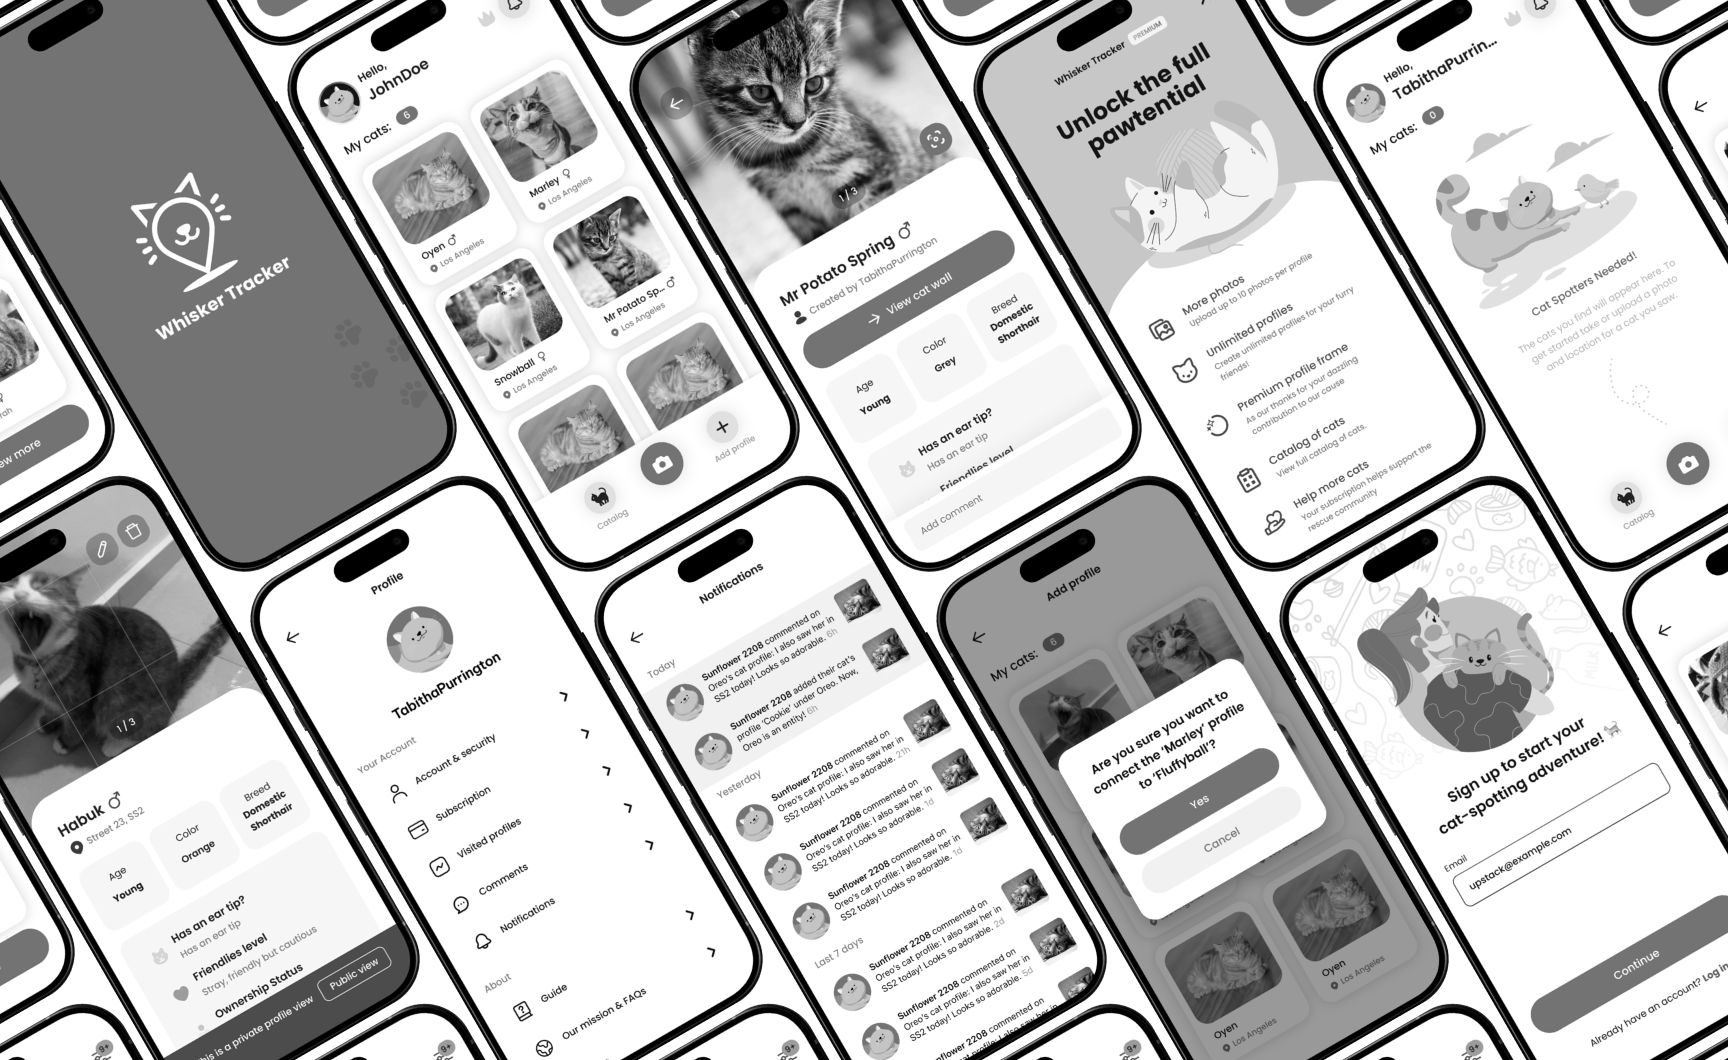 Whisker Tracker
Hello,
JohnDoe
My cats: 6
Oyen
Los Angeles
Marley
Los Angeles
Snowball
Los Angeles
Mr Potato Sp...
Los Angeles
Catalog
Add profile
1 / 3
Mr Potato Spring
Created by TabithaPurrington
View cat wall
Age
Young
Color
Grey
Breed
Domestic
Shorthair
Has an ear tip?
Has an ear tip
Friendlies level
Add comment
Whisker Tracker PREMIUM
Unlock the full
pawtential
More photos
Upload up to 10 photos per profile
Unlimited profiles
Create unlimited profiles for your furry
friends!
Premium profile frame
As our thanks for your dazzling
contribution to our cause
Catalog of cats
View full catalog of cats.
Help more cats
Your subscription helps support the
rescue community
Hello,
TabithaPurrin...
My cats: 0
Cat Spotters Needed!
The cats you find will appear here. To
get started take or upload a photo
and location for a cat you saw.
Catalog
ew more
1 / 3
Habuk
Street 23, SS2
Age
Young
Color
Orange
Breed
Domestic
Shorthair
Has an ear tip?
Has an ear tip
Friendlies level
Stray, friendly but cautious
Ownership Status
his is a private profile view
Public view
Profile
TabithaPurrington
Your Account
Account & security
Subscription
Visited profiles
Comments
Notifications
About
Guide
Our mission & FAQs
Notifications
Today
Sunflower 2208 commented on
Oreo's cat profile: I also saw her in
SS2 today! Looks so adorable. 6h
Sunflower 2208 added their cat's
profile 'Cookie' under Oreo. Now,
Oreo is an entity! 6h
Yesterday
Sunflower 2208 commented on
Oreo's cat profile: I also saw her in
SS2 today! Looks so adorable. 21h
Sunflower 2208 commented on
Oreo's cat profile: I also saw her in
SS2 today! Looks so adorable. 1d
Sunflower 2208 commented on
Oreo's cat profile: I also saw her in
SS2 today! Looks so adorable. 1d
Last 7 days
Sunflower 2208 commented on
Oreo's cat profile: I also saw her in
SS2 today! Looks so adorable. 2d
Sunflower 2208 commented on
Oreo's cat profile: I also saw her in
SS2 today! Looks so adorable. 5d
Sunflower 2208 commented on
Oreo's cat profile: I also saw her in
Add profile
My cats: 6
Are you sure you want to
connect the 'Marley' profile
to 'Fluffyball'?
Yes
Cancel
Oyen
Los Angeles
Oyen
Los Angeles
Sign up to start your
cat-spotting adventure!
Email
upstack@example.com
Continue
Already have an account? Log in
9+
9+
9+
9+